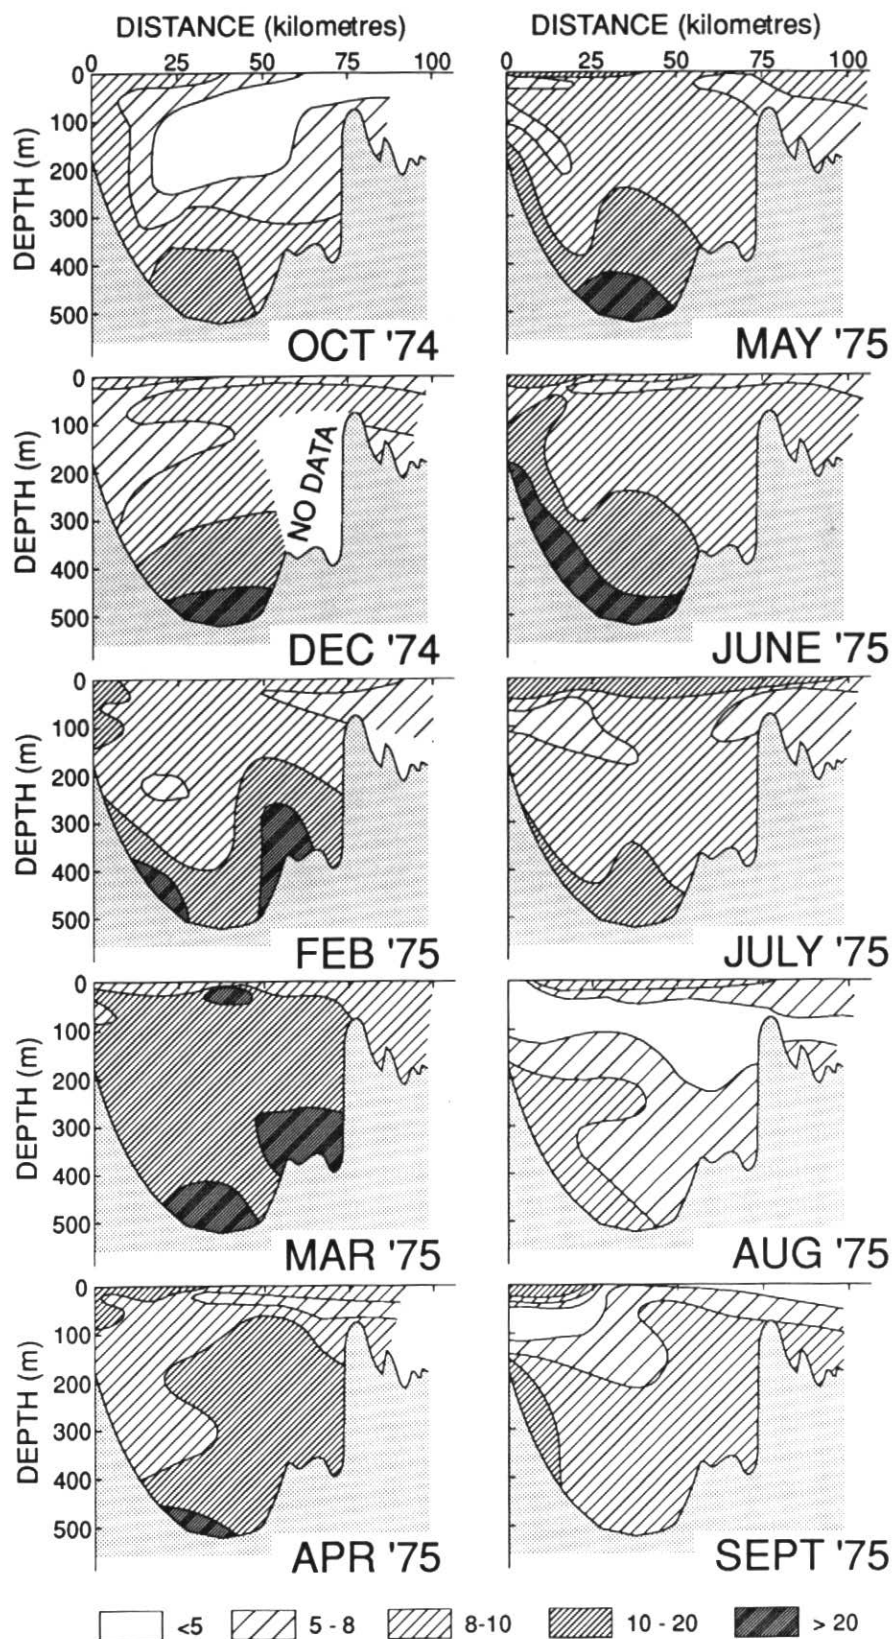 DISTANCE (kilometres) DISTANCE (kilometres)
0 25 50 75 100 0 25 50 75 100
0
100
200
300
400
500
DEPTH (m)
OCT '74 MAY '75
0
100
200
300
400
500
DEPTH (m)
NO DATA
DEC '74 JUNE '75
0
100
200
300
400
500
DEPTH (m)
FEB '75 JULY '75
0
100
200
300
400
500
DEPTH (m)
MAR '75 AUG '75
0
100
200
300
400
500
DEPTH (m)
APR '75 SEPT '75
<5 5 - 8 8-10 10 - 20 > 20